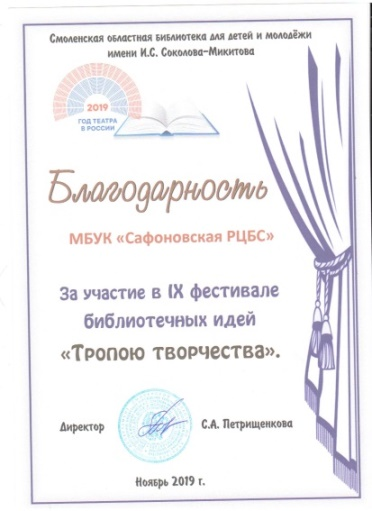 Смоленская областная библиотека для детей и молодёжи
имени И.С. Соколова-Микитова
2019
ГОД ТЕАТРА
В РОССИИ
Благодарность
МБУК «Сафоновская РЦБС»
За участие в IX фестивале
библиотечных идей
«Тропою творчества».
Директор
С.А. Петрищенкова
Ноябрь 2019 г.